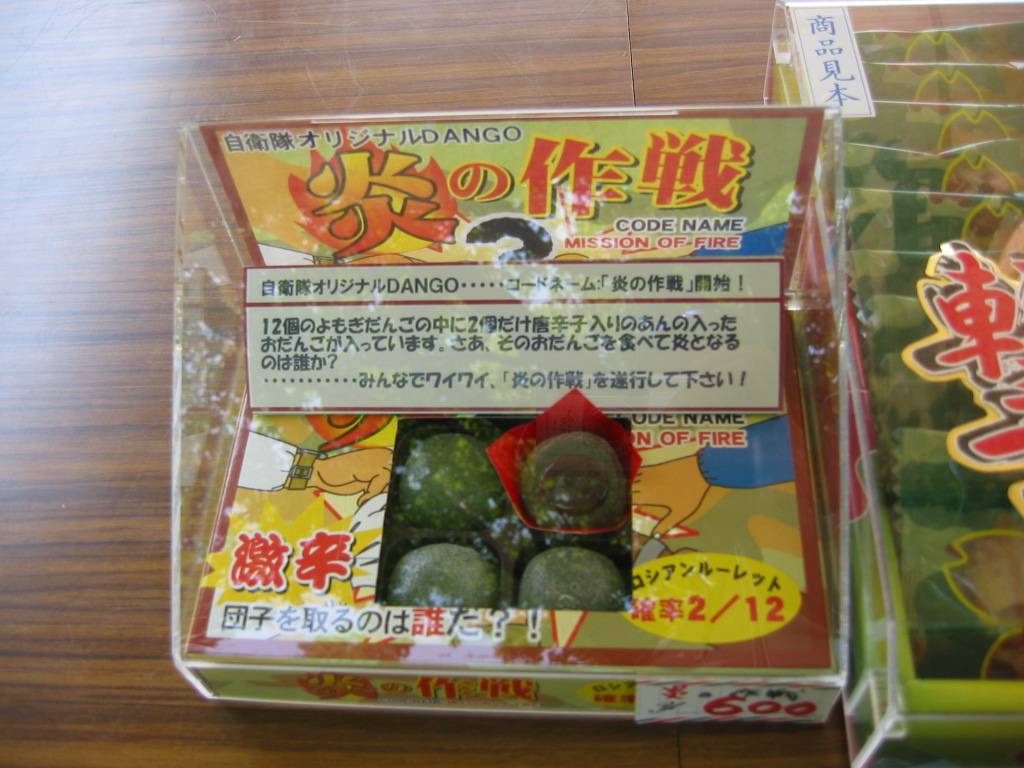 商品見本
自衛隊オリジナルDANGO
炎の作戦
CODE NAME
MISSION OF FIRE
自衛隊オリジナルDANGO・・・・・コードネーム:「炎の作戦」開始！
12個のよもぎだんごの中に2個だけ唐辛子入りのあんの入った
おだんごが入っています。さあ、そのおだんごを食べて炎となる
のは誰か？
・・・・・・・・・・・みんなでワイワイ、「炎の作戦」を遂行して下さい！
CODE NAME
ON OF FIRE
激辛
団子を取るのは誰だ？！
ロシアンルーレット
確率2/12
炎の作戦
炎の作戦
600